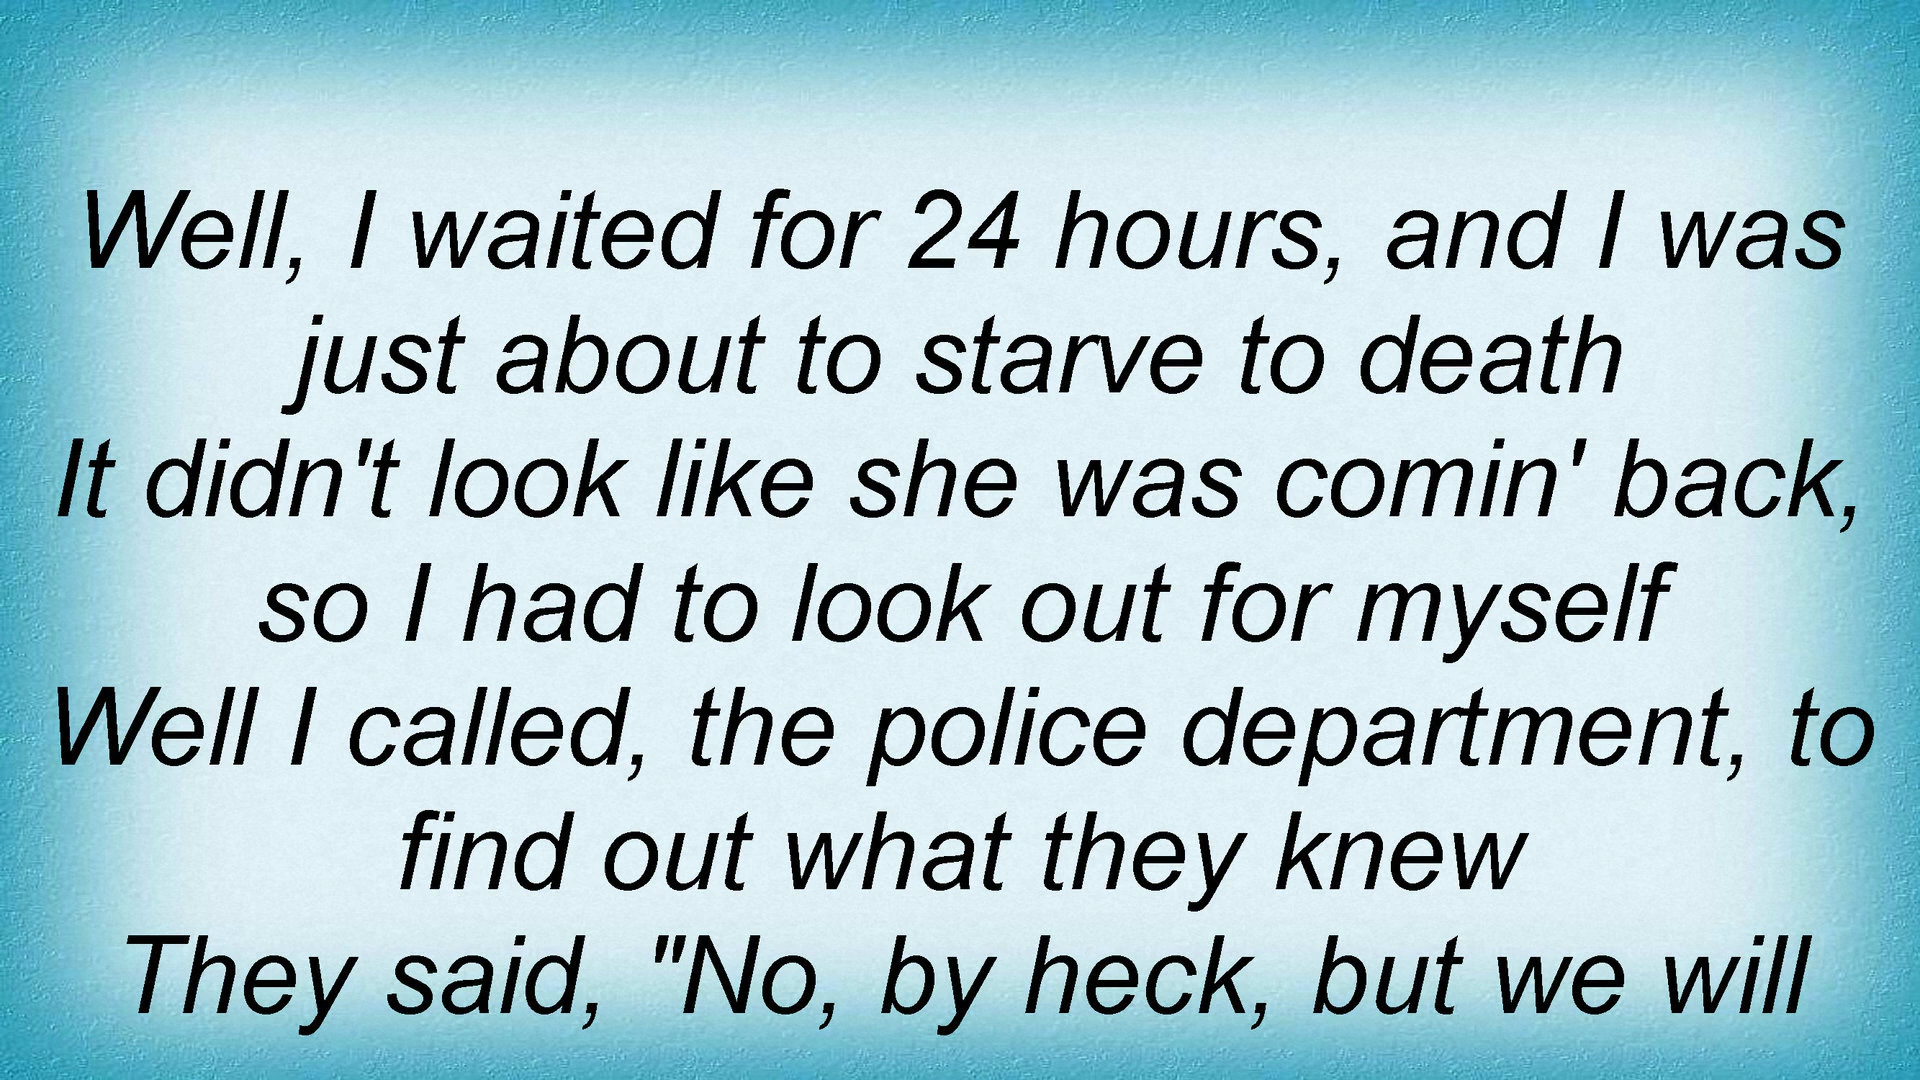 Well, I waited for 24 hours, and I was
just about to starve to death
It didn't look like she was comin' back,
so I had to look out for myself
Well I called, the police department, to
find out what they knew
They said, "No, by heck, but we will